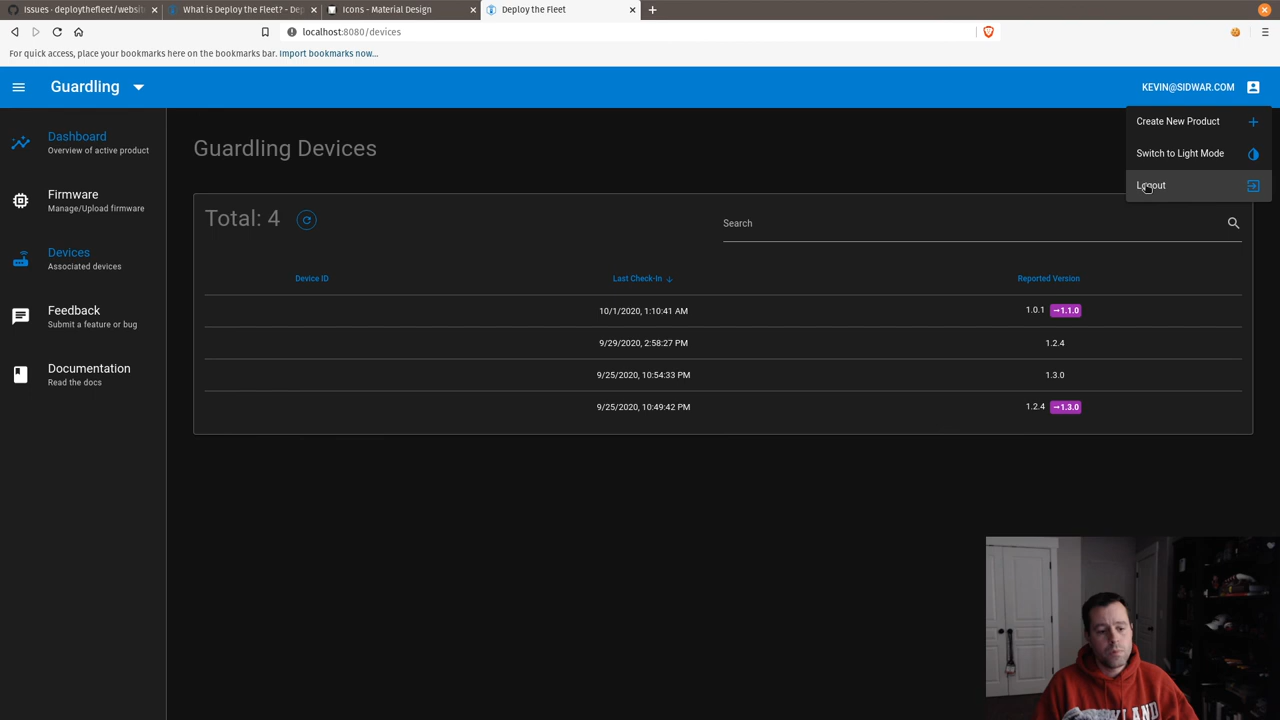 Issues · deploythefleet/websit
What is Deploy the Fleet? - Dep
Icons - Material Design
Deploy the Fleet
localhost:8080/devices
For quick access, place your bookmarks here on the bookmarks bar. Import bookmarks now...
Guardling
KEVIN@SIDWAR.COM
Create New Product
Switch to Light Mode
Logout
Dashboard
Overview of active product
Firmware
Manage/Upload firmware
Devices
Associated devices
Feedback
Submit a feature or bug
Documentation
Read the docs
Guardling Devices
Total: 4
Search
Device ID Last Check-In ↓ Reported Version
10/1/2020, 1:10:41 AM 1.0.1 →1.1.0
9/29/2020, 2:58:27 PM 1.2.4
9/25/2020, 10:54:33 PM 1.3.0
9/25/2020, 10:49:42 PM 1.2.4 →1.3.0